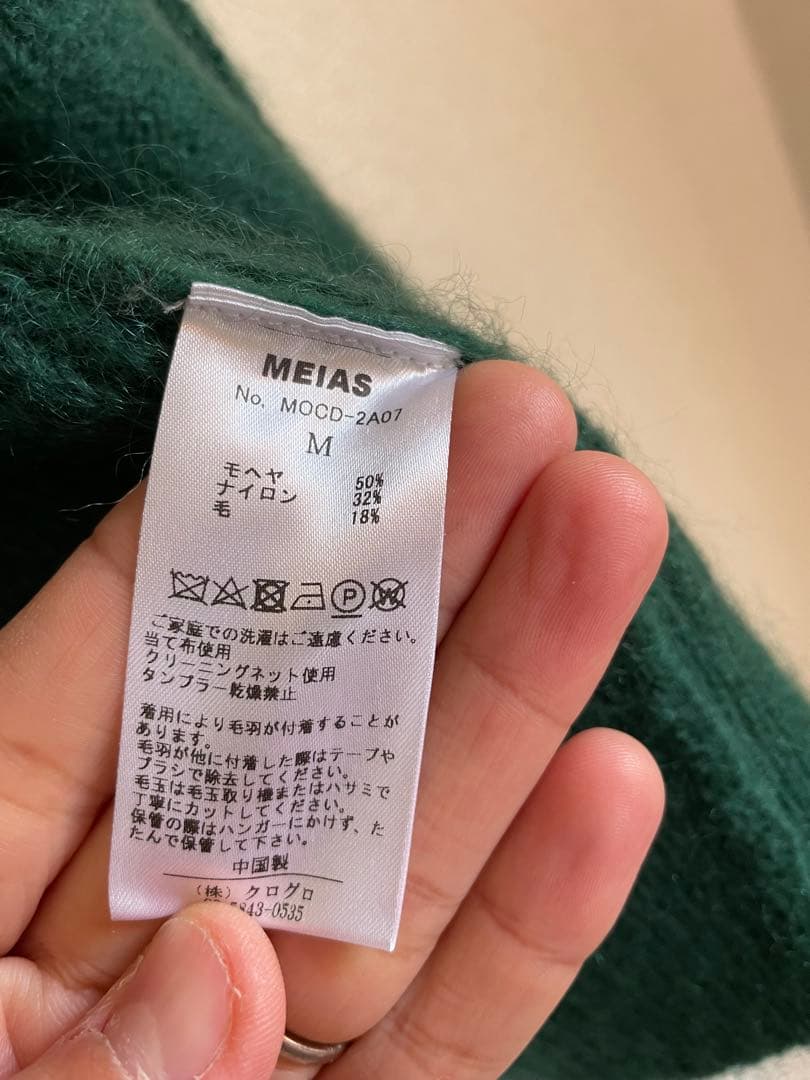 MEIAS
No. MOCD-2A07
M
モヘヤ 50%
ナイロン 32%
毛 18%
P W
ご家庭での洗濯はご遠慮ください。
当て布使用
クリーニングネット使用
タンブラー乾燥禁止
着用により毛羽が付着することが
あります。
毛羽が他に付着した際はテープや
ブラシで除去してください。
毛玉は毛玉取り機またはハサミで
丁寧にカットしてください。
保管の際はハンガーにかけず、た
たんで保管して下さい。
中国製
(株) クログロ
5843-0535